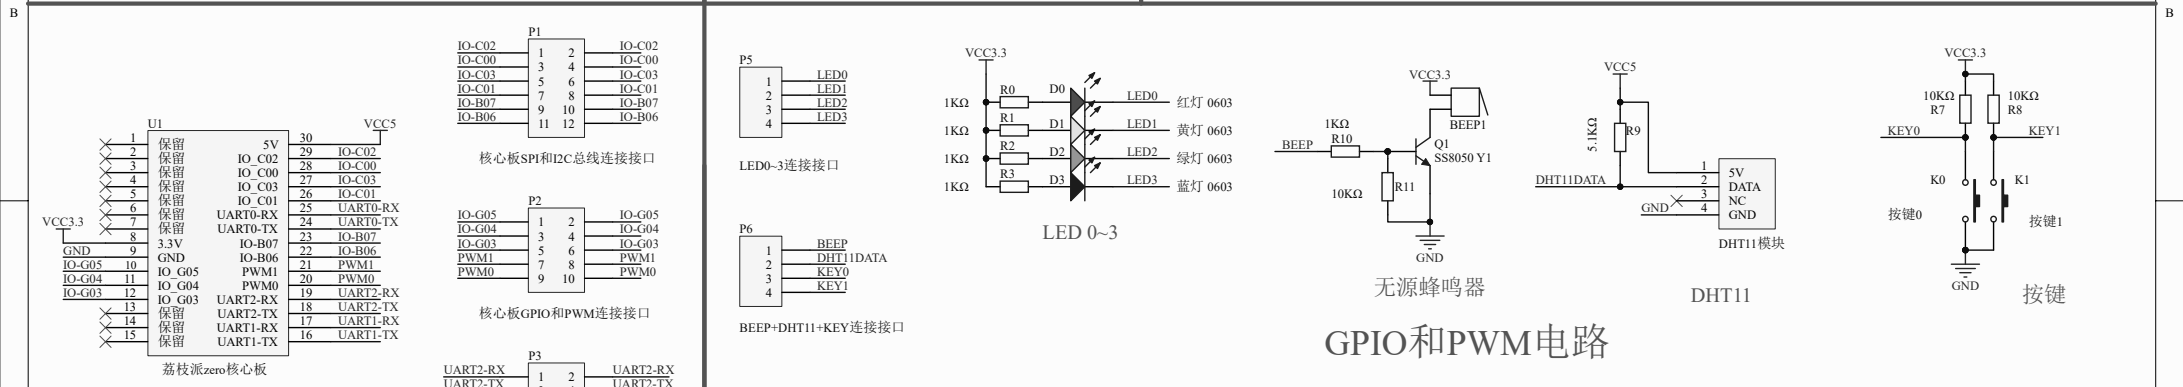 B
B
U1
VCC5
VCC3.3
1 保留 5V 30
2 保留 IO_C02 29 IO-C02
3 保留 IO_C00 28 IO-C00
4 保留 IO_C03 27 IO-C03
5 保留 IO_C01 26 IO-C01
6 保留 UART0-RX 25 UART0-RX
7 保留 UART0-TX 24 UART0-TX
8 3.3V IO-B07 23 IO-B07
GND 9 GND IO-B06 22 IO-B06
IO-G05 10 IO_G05 PWM1 21 PWM1
IO-G04 11 IO_G04 PWM0 20 PWM0
IO-G03 12 IO_G03 UART2-RX 19 UART2-RX
13 保留 UART2-TX 18 UART2-TX
14 保留 UART1-RX 17 UART1-RX
15 保留 UART1-TX 16 UART1-TX
荔枝派zero核心板
P1
IO-C02 1 2 IO-C02
IO-C00 3 4 IO-C00
IO-C03 5 6 IO-C03
IO-C01 7 8 IO-C01
IO-B07 9 10 IO-B07
IO-B06 11 12 IO-B06
核心板SPI和I2C总线连接接口
P2
IO-G05 1 2 IO-G05
IO-G04 3 4 IO-G04
IO-G03 5 6 IO-G03
PWM1 7 8 PWM1
PWM0 9 10 PWM0
核心板GPIO和PWM连接接口
P3
UART2-RX 1 2 UART2-RX
UART2-TX UART2-TX
P5
1 LED0
2 LED1
3 LED2
4 LED3
LED0~3连接接口
P6
1 BEEP
2 DHT11DATA
3 KEY0
4 KEY1
BEEP+DHT11+KEY连接接口
VCC3.3
1KΩ R0 D0 LED0 红灯 0603
1KΩ R1 D1 LED1 黄灯 0603
1KΩ R2 D2 LED2 绿灯 0603
1KΩ R3 D3 LED3 蓝灯 0603
LED 0~3
VCC3.3
BEEP1
1KΩ
BEEP R10
Q1
SS8050 Y1
10KΩ R11
GND
无源蜂鸣器
VCC5
5.1KΩ R9
DHT11DATA
1 5V
2 DATA
3 NC
GND 4 GND
DHT11模块
DHT11
VCC3.3
10KΩ 10KΩ
R7 R8
KEY0 KEY1
K0 K1
按键0 按键1
GND
按键
GPIO和PWM电路